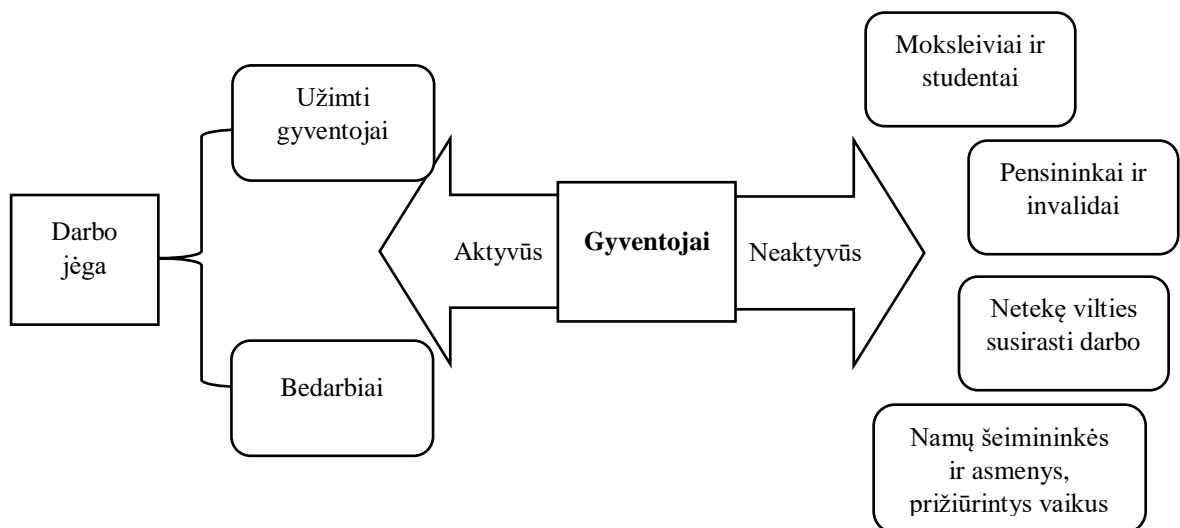 Moksleiviai ir
studentai
Užimti
gyventojai
Pensininkai ir
invalidai
Darbo
jėga
Aktyvūs
Gyventojai
Neaktyvūs
Netekę vilties
susirasti darbo
Bedarbiai
Namų šeimininkės
ir asmenys,
prižiūrintys vaikus